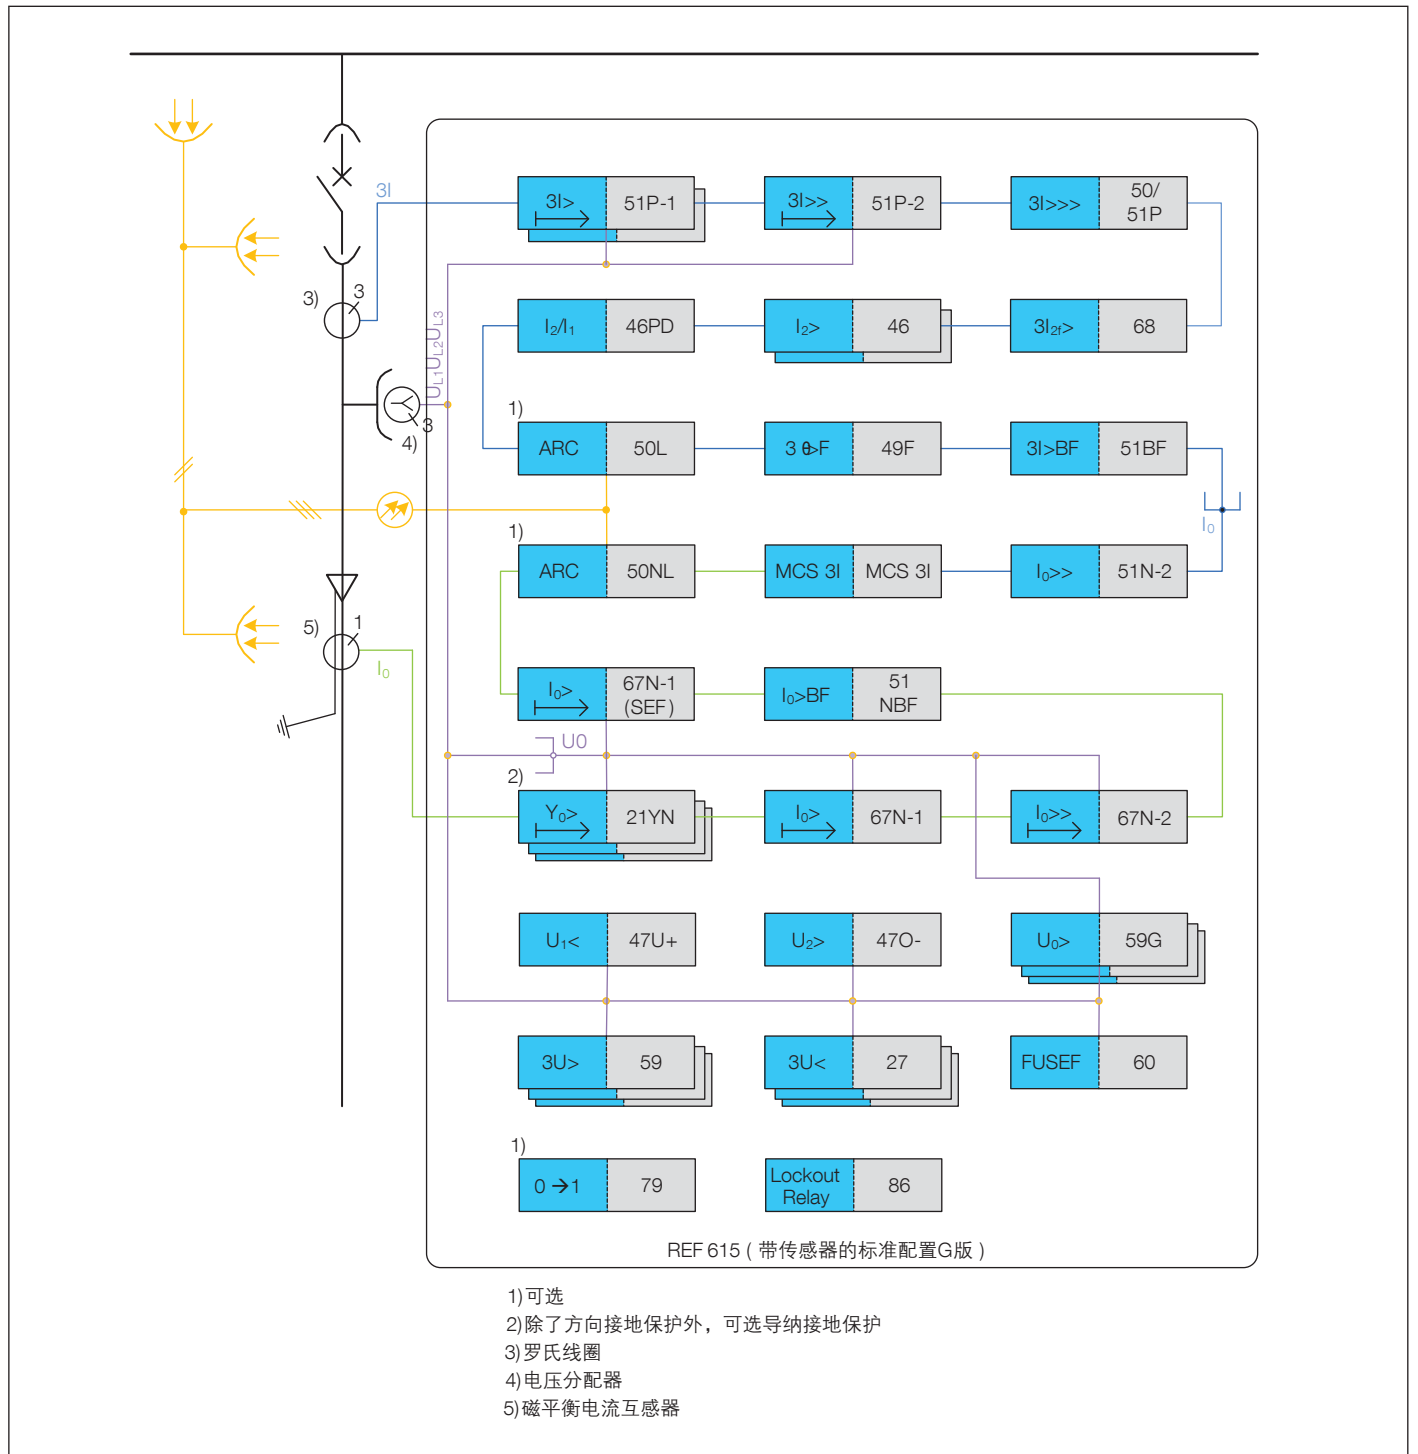 3I
3I>
51P-1
3I>>
51P-2
3I>>>
50/
51P
3)
3
I₂/I₁
46PD
I₂>
46
3I₂f>
68
UL1UL2UL3
4)
3
1)
ARC
50L
3θ>F
49F
3I>BF
51BF
I₀
1)
ARC
50NL
MCS 3I
MCS 3I
I₀>>
51N-2
5)
1
I₀
I₀>
67N-1
(SEF)
I₀>BF
51
NBF
U0
2)
Y₀>
21YN
I₀>
67N-1
I₀>>
67N-2
U₁<
47U+
U₂>
47O-
U₀>
59G
3U>
59
3U<
27
FUSEF
60
1)
0→1
79
Lockout
Relay
86
REF 615（带传感器的标准配置G版）
1)可选
2)除了方向接地保护外，可选导纳接地保护
3)罗氏线圈
4)电压分配器
5)磁平衡电流互感器